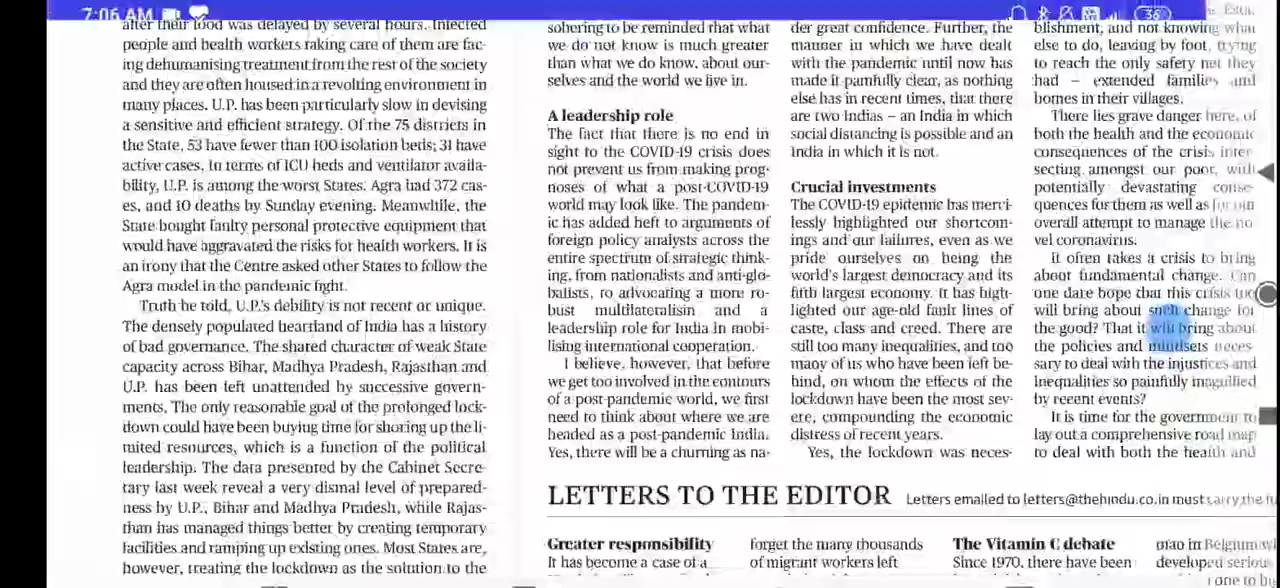 7:06 AM
36
after their food was delayed by several hours. Infected
people and health workers taking care of them are fac-
ing dehumanising treatment from the rest of the society
and they are often housed in a revolting environment in
many places. U.P. has been particularly slow in devising
a sensitive and efficient strategy. Of the 75 districts in
the State, 53 have fewer than 100 isolation beds; 31 have
active cases. In terms of ICU beds and ventilator availa-
bility, U.P. is among the worst States. Agra had 372 cas-
es, and 10 deaths by Sunday evening. Meanwhile, the
State bought faulty personal protective equipment that
would have aggravated the risks for health workers. It is
an irony that the Centre asked other States to follow the
Agra model in the pandemic fight.
Truth be told, U.P.'s debility is not recent or unique.
The densely populated heartland of India has a history
of bad governance. The shared character of weak State
capacity across Bihar, Madhya Pradesh, Rajasthan and
U.P. has been left unattended by successive govern-
ments. The only reasonable goal of the prolonged lock-
down could have been buying time for shoring up the li-
mited resources, which is a function of the political
leadership. The data presented by the Cabinet Secre-
tary last week reveal a very dismal level of prepared-
ness by U.P., Bihar and Madhya Pradesh, while Rajas-
than has managed things better by creating temporary
facilities and ramping up existing ones. Most States are,
however, treating the lockdown as the solution to the
sobering to be reminded that what
we do not know is much greater
than what we do know, about our-
selves and the world we live in.
A leadership role
The fact that there is no end in
sight to the COVID-19 crisis does
not prevent us from making prog-
noses of what a post-COVID-19
world may look like. The pandem-
ic has added heft to arguments of
foreign policy analysts across the
entire spectrum of strategic think-
ing, from nationalists and anti-glo-
balists, to advocating a more ro-
bust multilateralism and a
leadership role for India in mobi-
lising international cooperation.
I believe, however, that before
we get too involved in the contours
of a post-pandemic world, we first
need to think about where we are
headed as a post-pandemic India.
Yes, there will be a churning as na-
der great confidence. Further, the
manner in which we have dealt
with the pandemic until now has
made it painfully clear, as nothing
else has in recent times, that there
are two Indias – an India in which
social distancing is possible and an
India in which it is not.
Crucial investments
The COVID-19 epidemic has merci-
lessly highlighted our shortcom-
ings and our failures, even as we
pride ourselves on being the
world's largest democracy and its
fifth largest economy. It has high-
lighted our age-old fault lines of
caste, class and creed. There are
still too many inequalities, and too
many of us who have been left be-
hind, on whom the effects of the
lockdown have been the most sev-
ere, compounding the economic
distress of recent years.
Yes, the lockdown was neces-
blishment, and not knowing what
else to do, leaving by foot, trying
to reach the only safety net they
had – extended families and
homes in their villages.
There lies grave danger here, of
both the health and the economic
consequences of the crisis inter
secting amongst our poor, with
potentially devastating conse-
quences for them as well as for our
overall attempt to manage the no
vel coronavirus.
It often takes a crisis to bring
about fundamental change. Can
one dare hope that this crisis too
will bring about such change for
the good? That it will bring about
the policies and mindsets neces-
sary to deal with the injustices and
inequalities so painfully magnified
by recent events?
It is time for the government to
lay out a comprehensive road map
to deal with both the health and
LETTERS TO THE EDITOR Letters emailed to letters@thehindu.co.in must carry the
Greater responsibility
It has become a case of a
forget the many thousands
of migrant workers left
The Vitamin C debate
Since 1970, there have been
in Belgium
developed